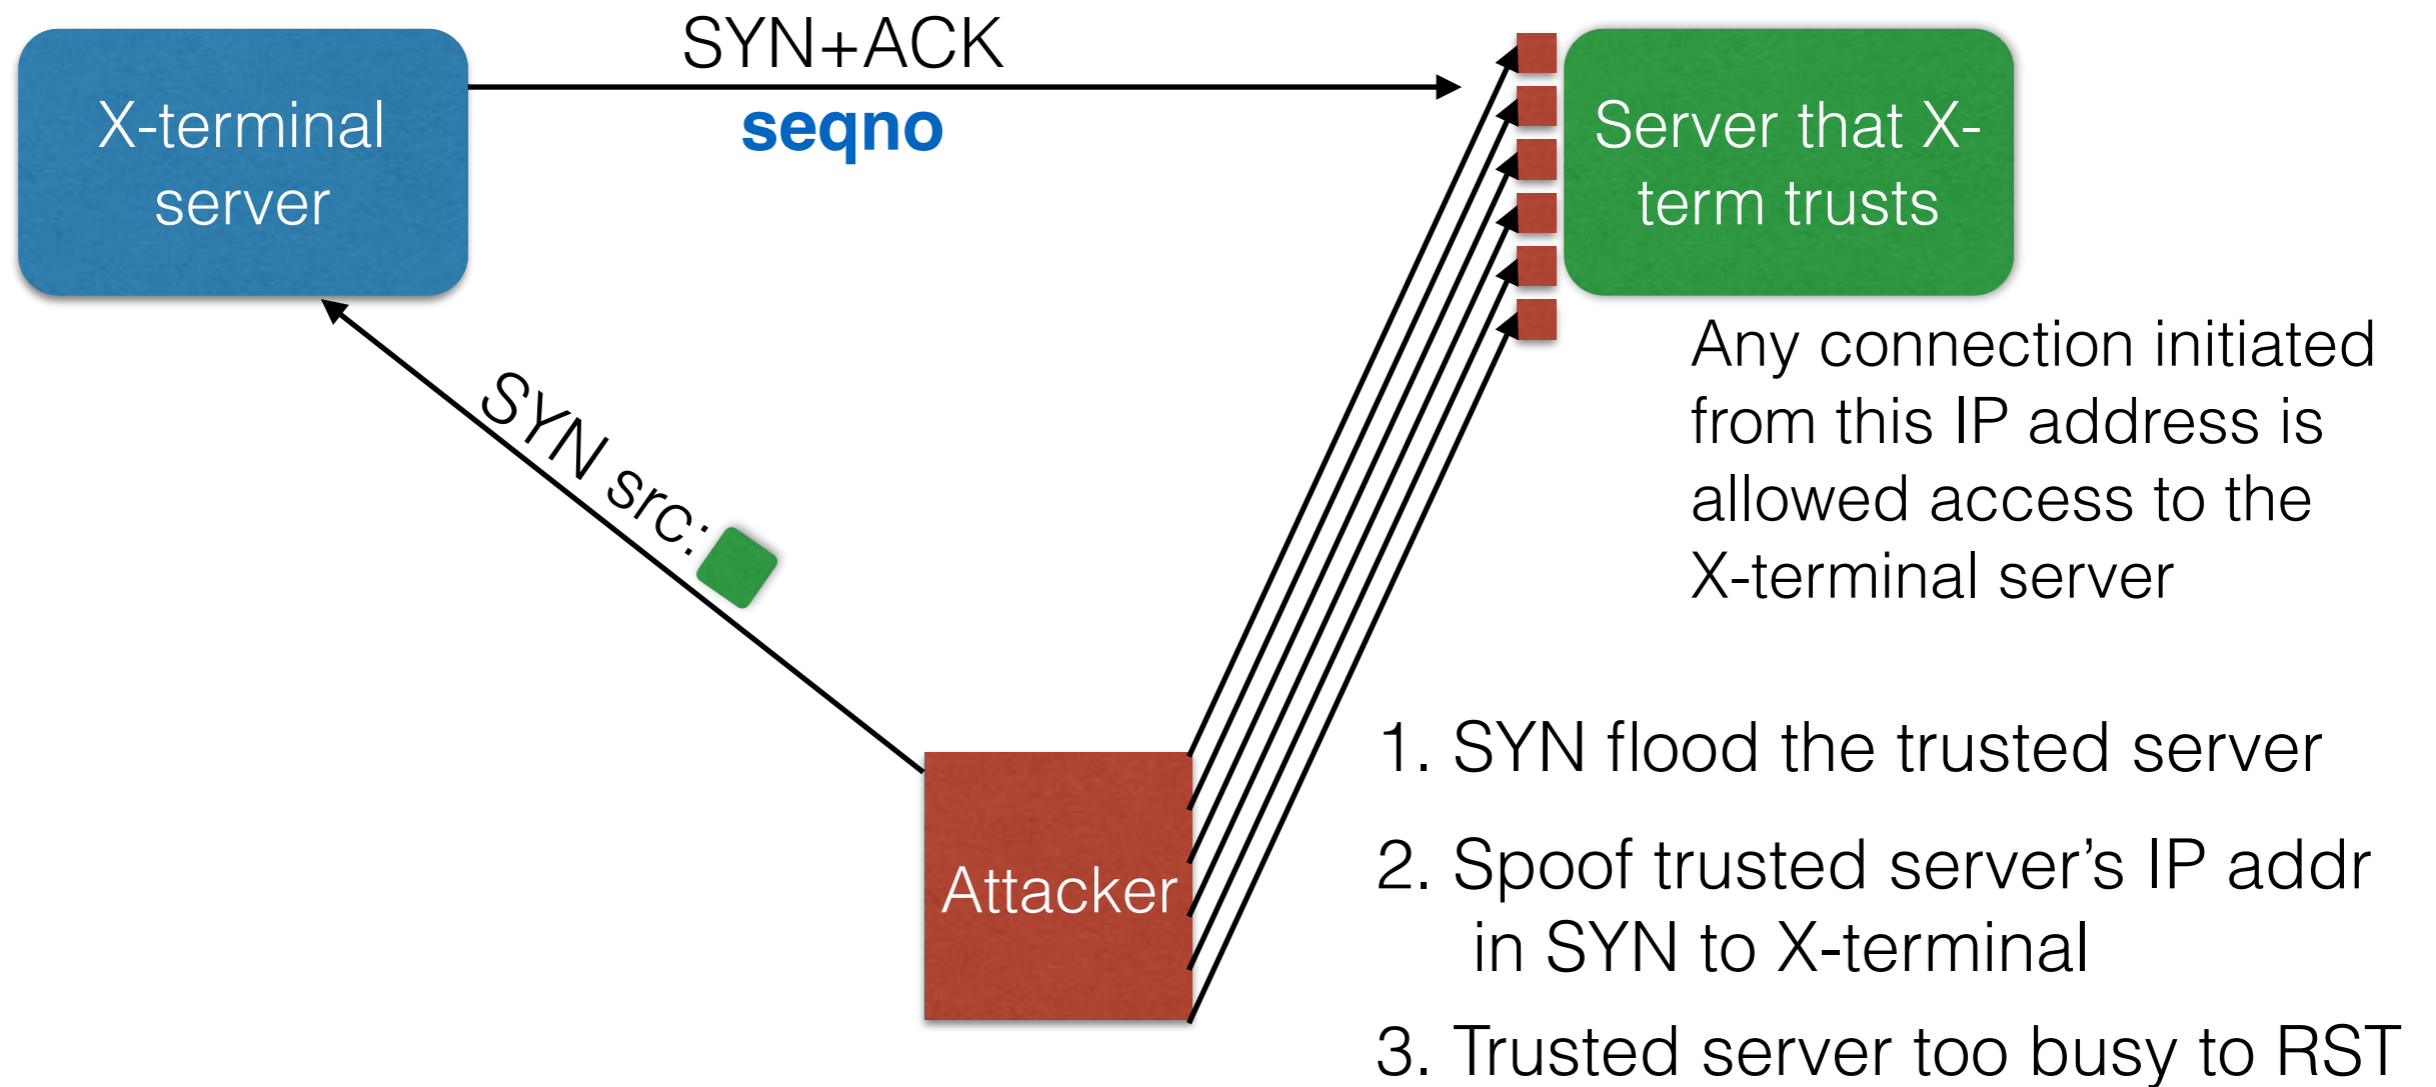 SYN+ACK
seqno
X-terminal
server
Server that X-
term trusts
SYN src:
Any connection initiated
from this IP address is
allowed access to the
X-terminal server
Attacker
1. SYN flood the trusted server
2. Spoof trusted server’s IP addr
in SYN to X-terminal
3. Trusted server too busy to RST